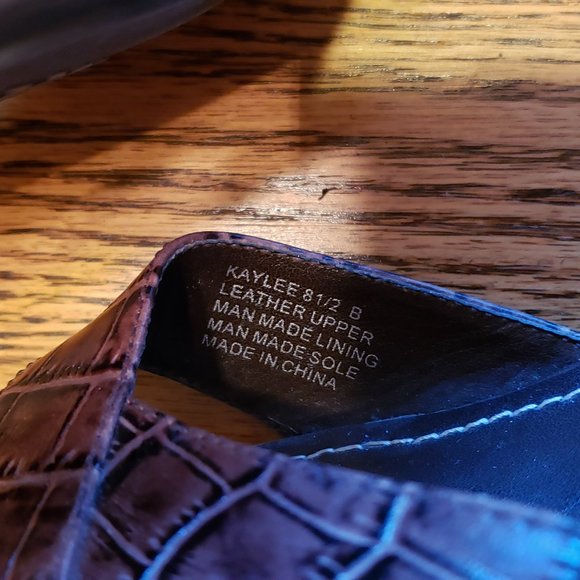 KAYLEE 81/2 B
LEATHER UPPER
MAN MADE LINING
MAN MADE SOLE
MADE IN CHINA